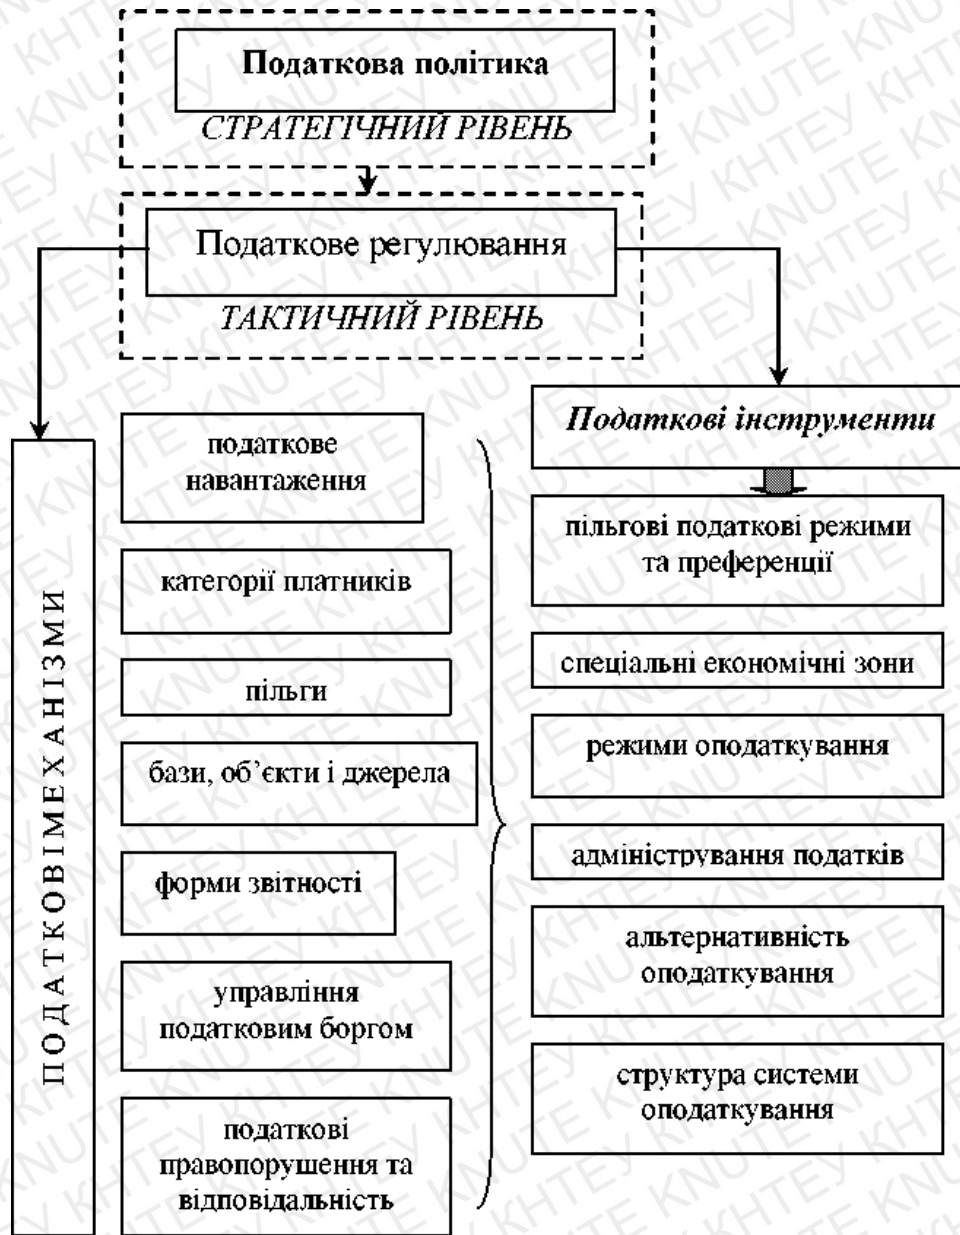 Податкова політика
СТРАТЕГІЧНИЙ РІВЕНЬ
Податкове регулювання
ТАКТИЧНИЙ РІВЕНЬ
ПОДАТКОВІ МЕХАНІЗМИ
податкове
навантаження
категорії платників
пільги
бази, об’єкти і джерела
форми звітності
управління
податковим боргом
податкові
правопорушення та
відповідальність
Податкові інструменти
пільгові податкові режими
та преференції
спеціальні економічні зони
режими оподаткування
адміністрування податків
альтернативність
оподаткування
структура системи
оподаткування
KNUTE КНТЕУ